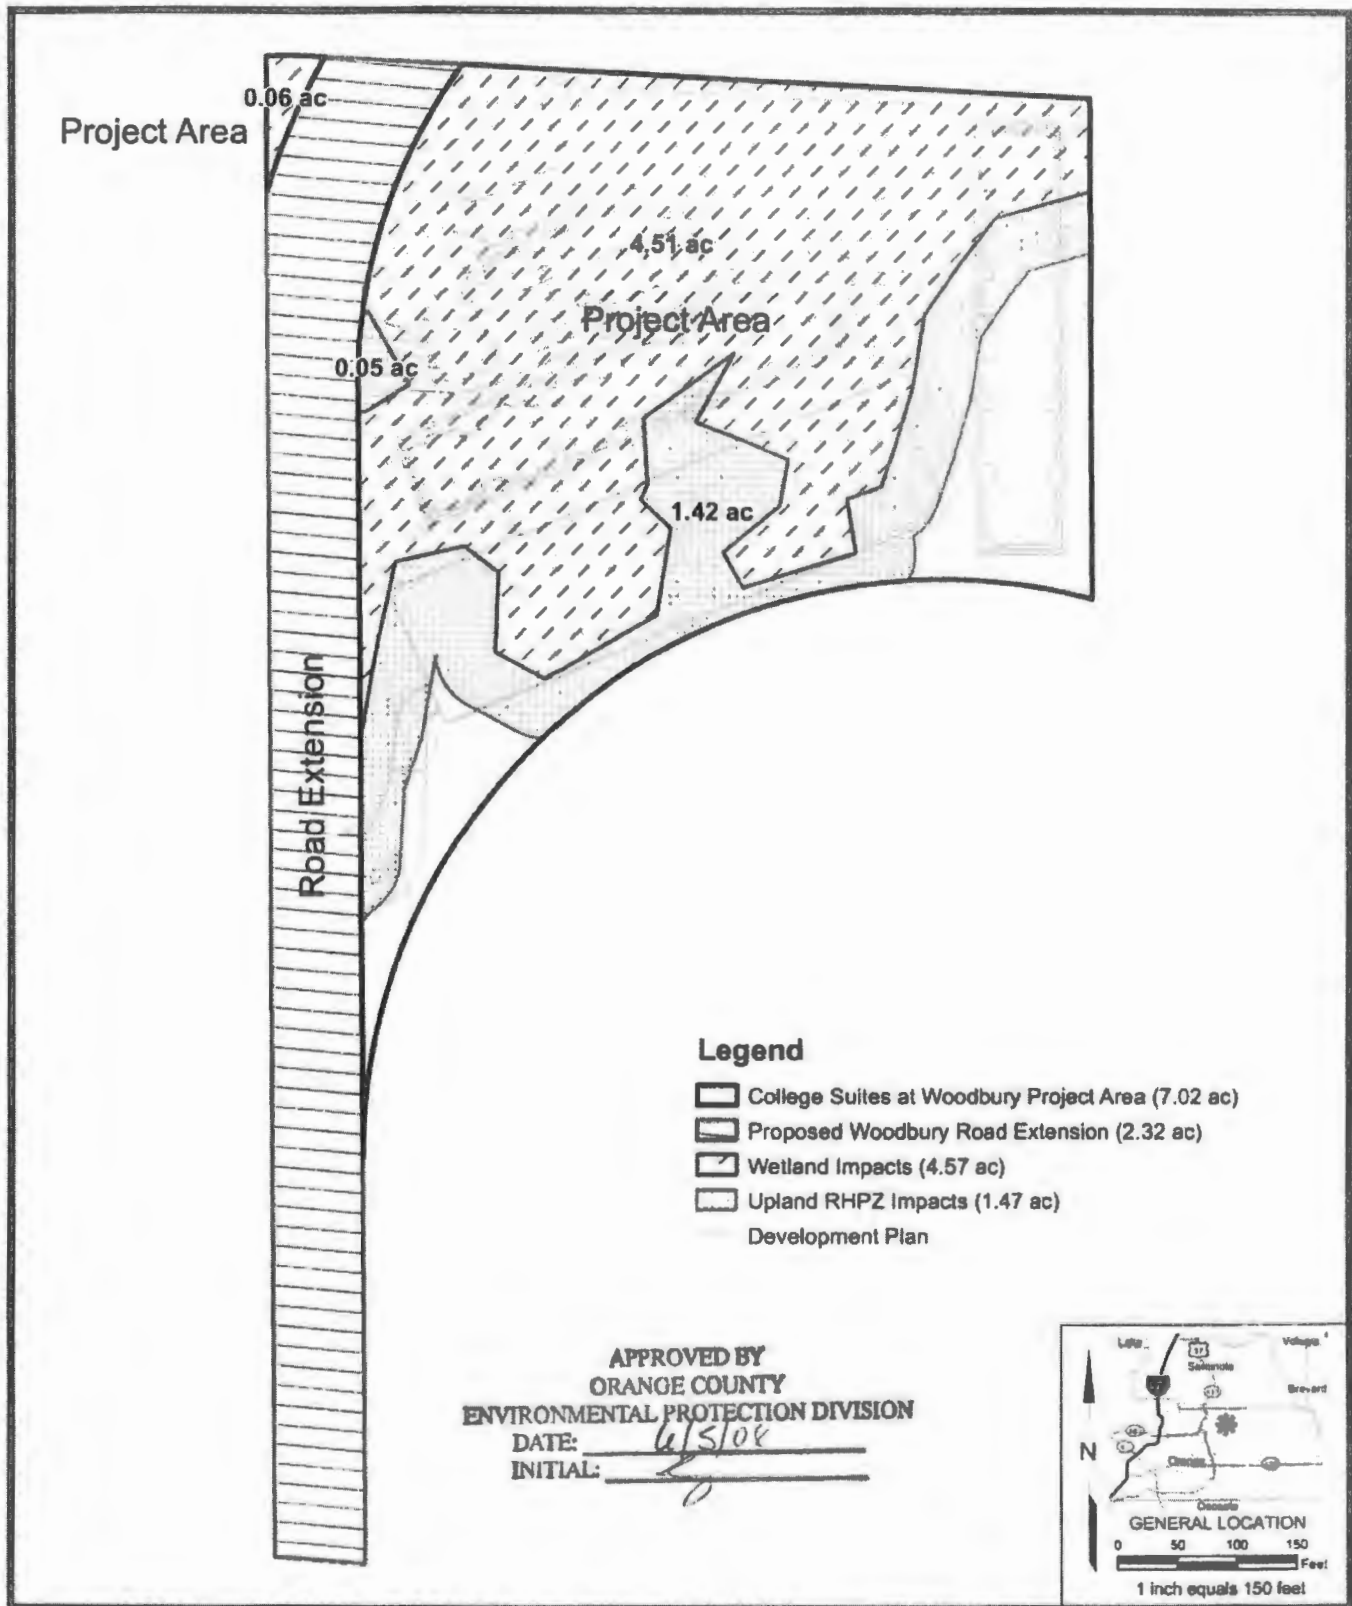 0.06 ac
Project Area
4.51 ac
Project Area
0.05 ac
1.42 ac
Road Extension
Legend
College Suites at Woodbury Project Area (7.02 ac)
Proposed Woodbury Road Extension (2.32 ac)
Wetland Impacts (4.57 ac)
Upland RHPZ Impacts (1.47 ac)
Development Plan
APPROVED BY
ORANGE COUNTY
ENVIRONMENTAL PROTECTION DIVISION
DATE: 6/5/08
INITIAL:
Lake
17
Volusia
Seminole
Brevard
N
Orange
Osceola
GENERAL LOCATION
0 50 100 150
Feet
1 inch equals 150 feet